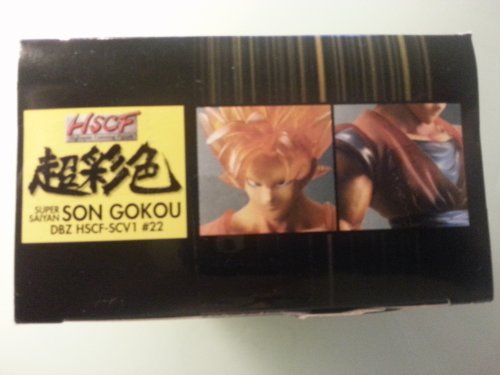 HSCF
超彩色
SUPER SAIYAN SON GOKOU
DBZ HSCF-SCV1 #22